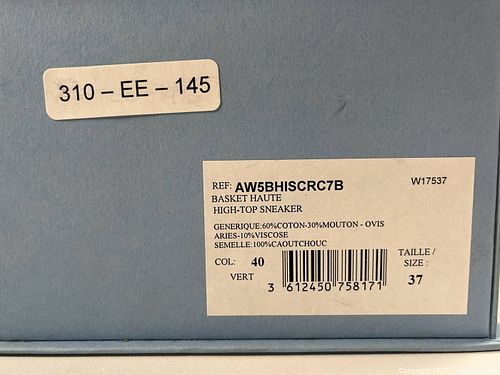 310 – EE – 145
REF: AW5BHISCRC7B W17537
BASKET HAUTE
HIGH-TOP SNEAKER
GENERIQUE:60%COTON-30%MOUTON - OVIS
ARIES-10%VISCOSE
SEMELLE:100%CAOUTCHOUC
COL: 40
VERT
TAILLE /
SIZE :
37
3 612450 758171